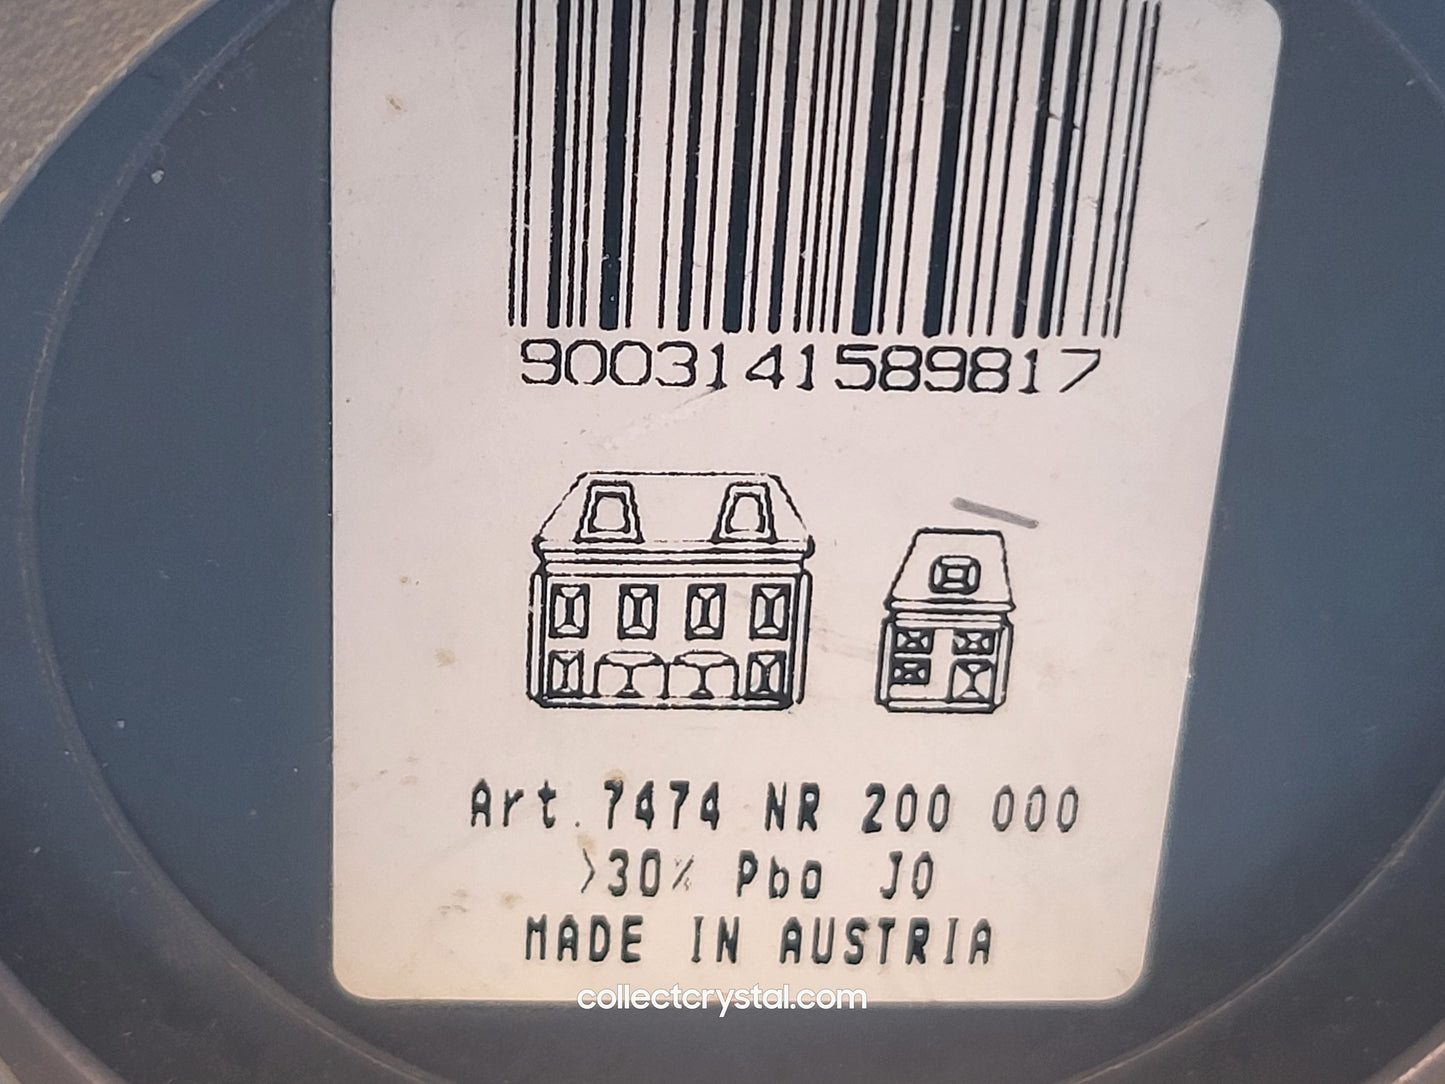 9003141589817
Art. 7474 NR 200 000
>30% Pbo JO
MADE IN AUSTRIA
collectcrystal.com